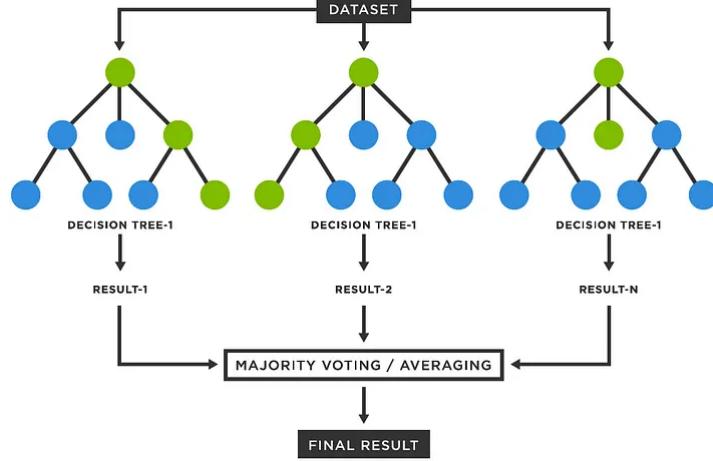 DATASET
DECISION TREE-1
DECISION TREE-1
DECISION TREE-1
RESULT-1
RESULT-2
RESULT-N
MAJORITY VOTING / AVERAGING
FINAL RESULT